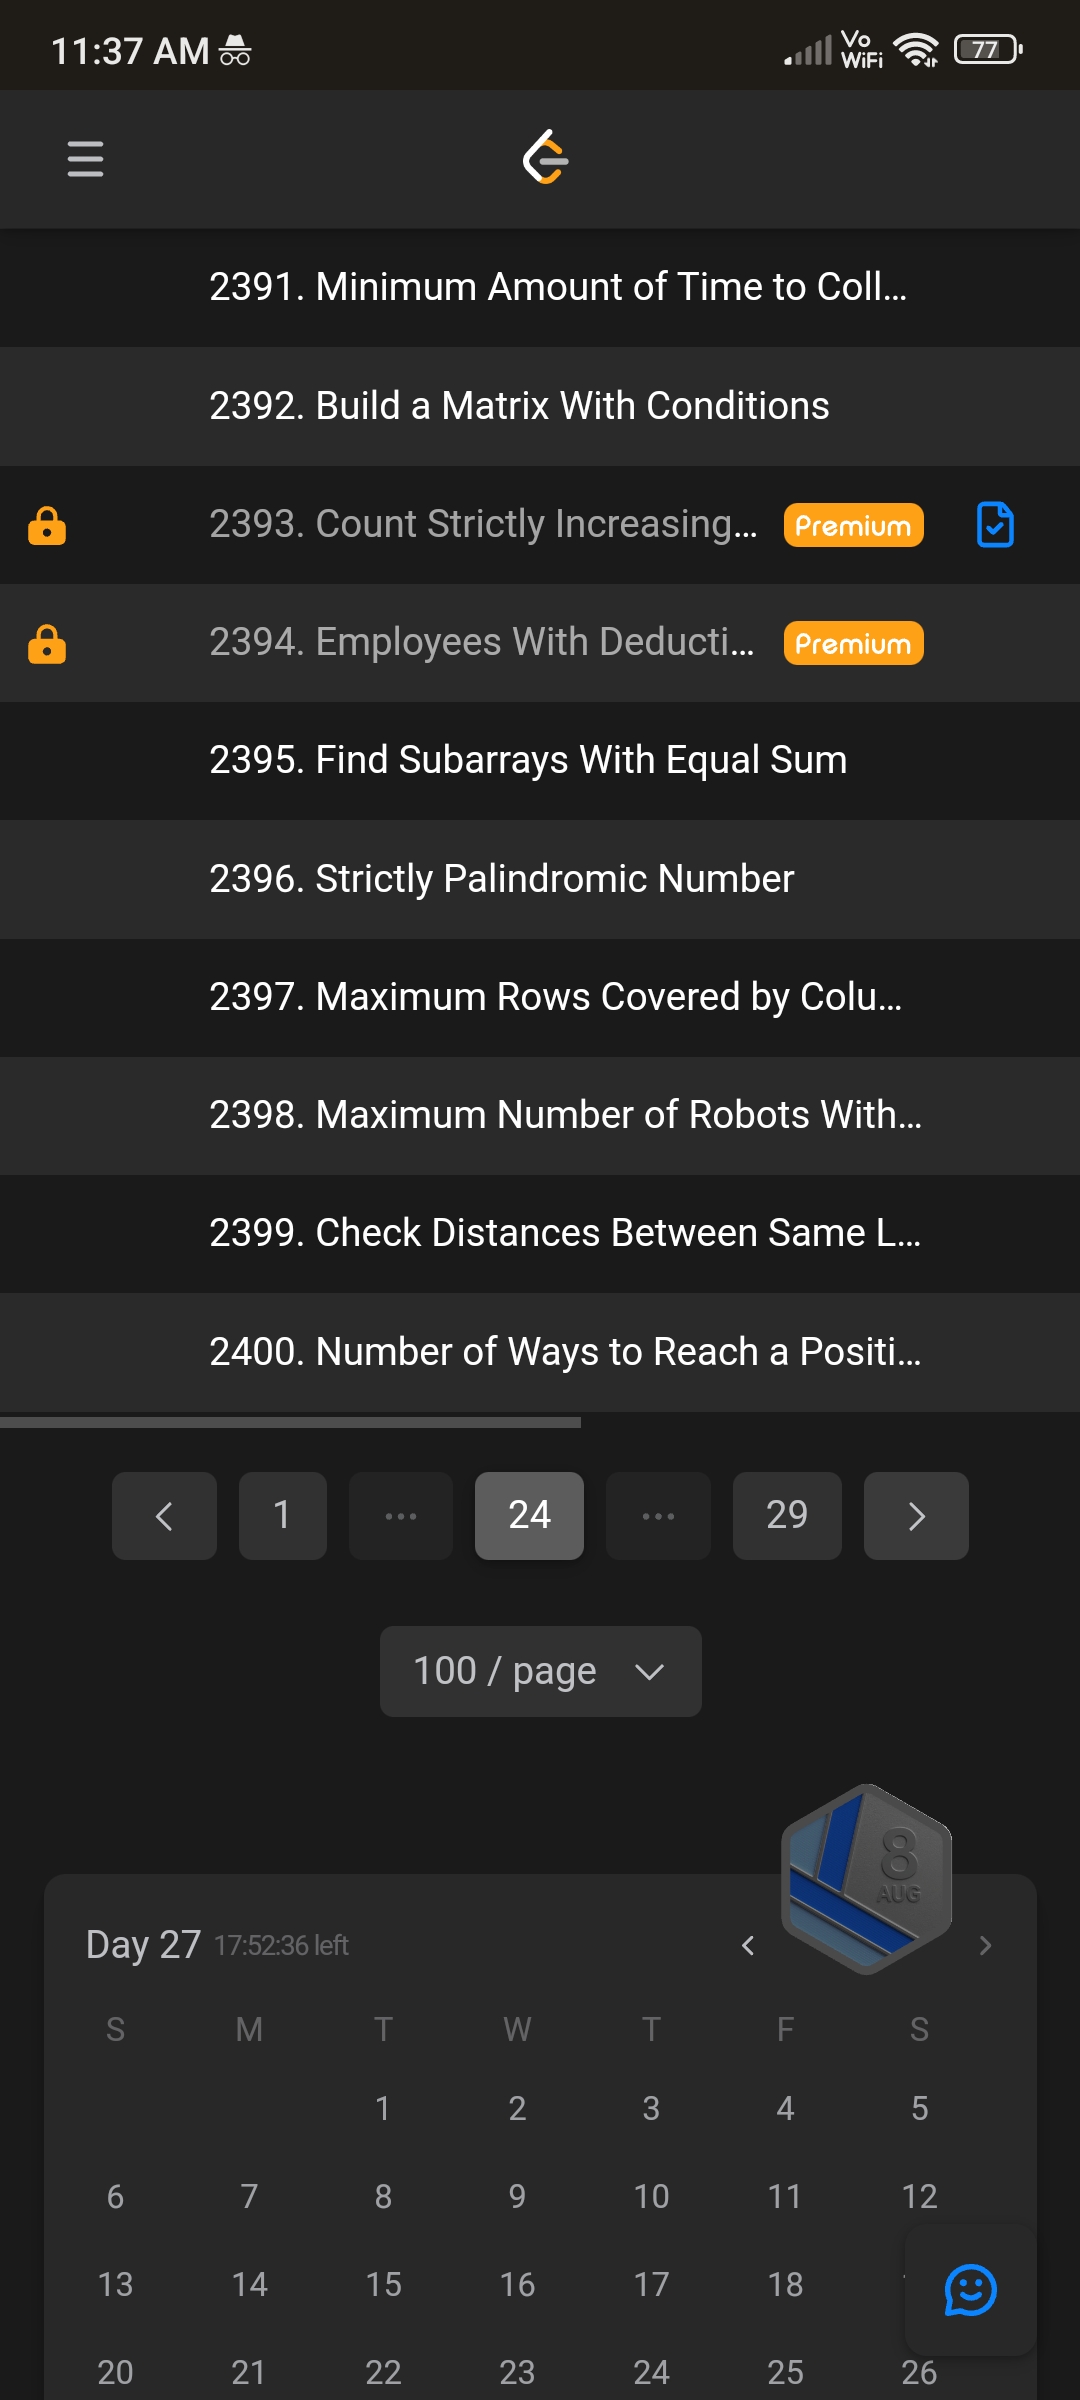 11:37 AM
Vo WiFi
77
2391. Minimum Amount of Time to Coll...
2392. Build a Matrix With Conditions
2393. Count Strictly Increasing... Premium
2394. Employees With Deducti... Premium
2395. Find Subarrays With Equal Sum
2396. Strictly Palindromic Number
2397. Maximum Rows Covered by Colu...
2398. Maximum Number of Robots With...
2399. Check Distances Between Same L...
2400. Number of Ways to Reach a Positi...
1 ... 24 ... 29
100 / page
8
AUG
Day 27 17:52:36 left
S M T W T F S
1 2 3 4 5
6 7 8 9 10 11 12
13 14 15 16 17 18
20 21 22 23 24 25 26